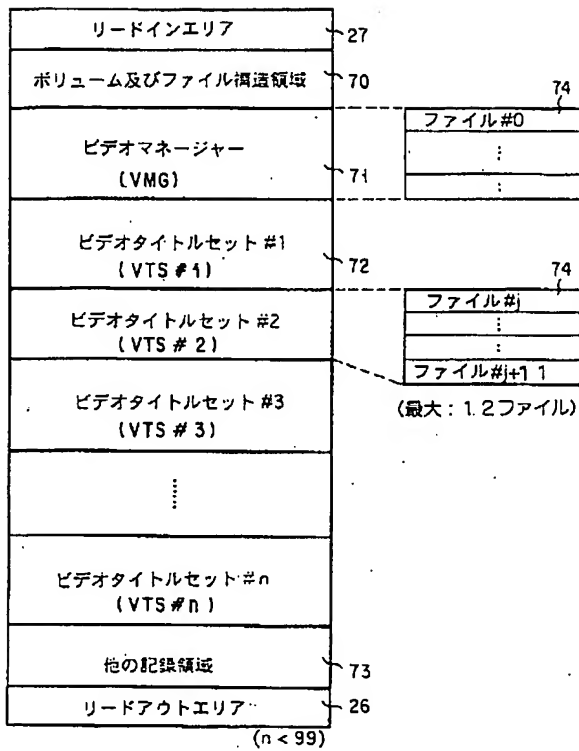 リードインエリア
27
ボリューム及びファイル構造領域
70
74
ファイル#0
ビデオマネージャー
(VMG)
71
ビデオタイトルセット #1
(VTS #1)
72
74
ファイル#j
ビデオタイトルセット #2
(VTS # 2)
ファイル#j+11
(最大：12ファイル)
ビデオタイトルセット #3
(VTS # 3)
ビデオタイトルセット #n
(VTS #n)
他の記録領域
73
リードアウトエリア
26
(n < 99)